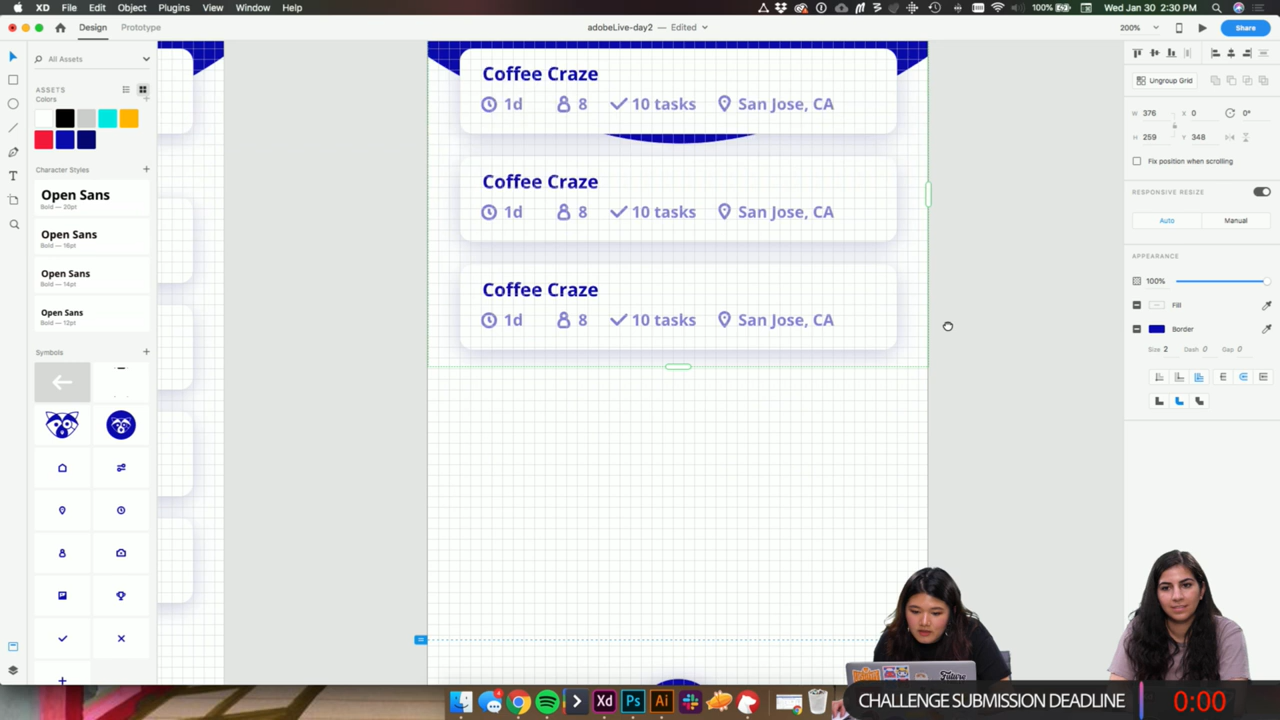 XD File Edit Object Plugins View Window Help
100% Wed Jan 30 2:30 PM
Design Prototype
adobeLive-day2 — Edited
200%
Share
All Assets
ASSETS
Colors
Character Styles
Open Sans
Bold — 20pt
Open Sans
Bold — 16pt
Open Sans
Bold — 14pt
Open Sans
Bold — 12pt
Symbols
Coffee Craze
1d 8 10 tasks San Jose, CA
Coffee Craze
1d 8 10 tasks San Jose, CA
Coffee Craze
1d 8 10 tasks San Jose, CA
Ungroup Grid
W 376 X 0 0°
H 259 Y 348
Fix position when scrolling
RESPONSIVE RESIZE
Auto Manual
APPEARANCE
100%
Fill
Border
Size 2 Dash 0 Gap 0
Xd Ps Ai
Future
CHALLENGE SUBMISSION DEADLINE 0:00